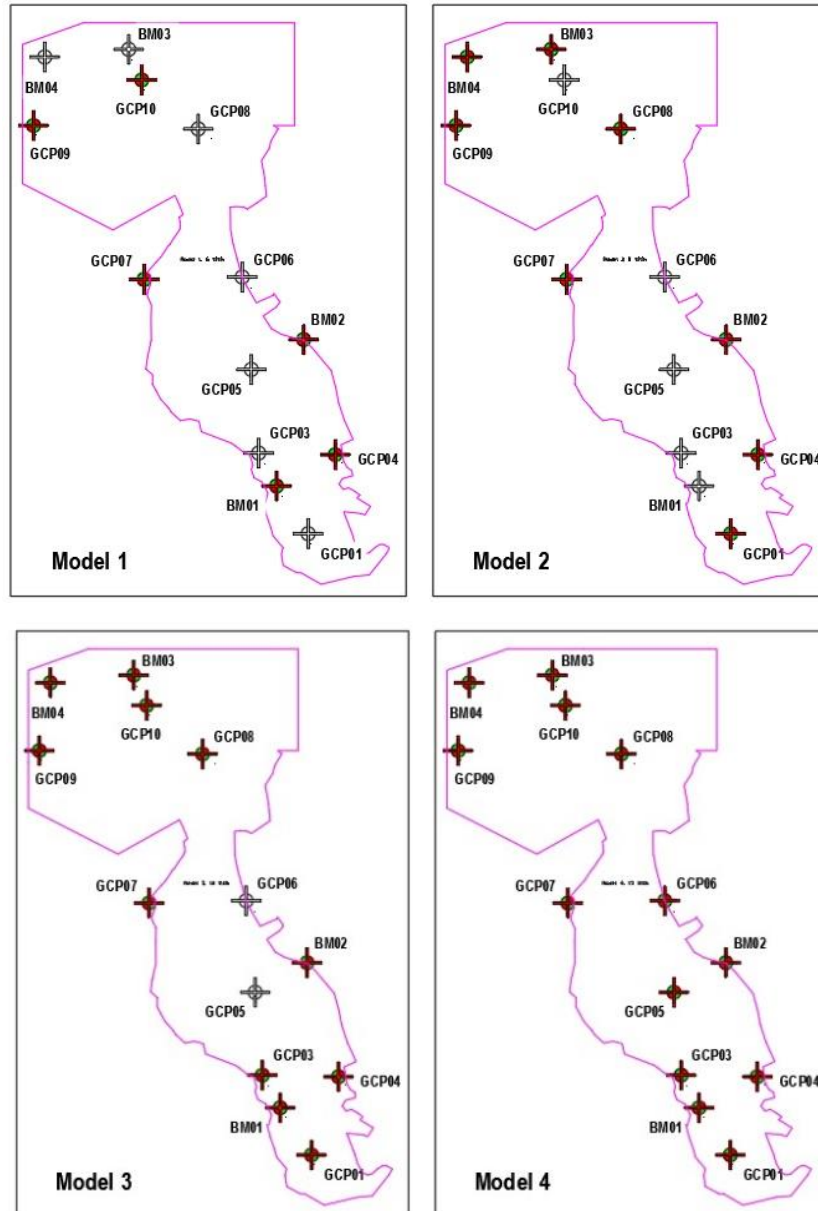 BM03
BM04
GCP10
GCP08
GCP09
GCP07
GCP06
BM02
GCP05
GCP03
GCP04
BM01
GCP01
Model 1
BM03
BM04
GCP10
GCP08
GCP09
GCP07
GCP06
BM02
GCP05
GCP03
GCP04
BM01
GCP01
Model 2
BM03
BM04
GCP10
GCP08
GCP09
GCP07
GCP06
BM02
GCP05
GCP03
GCP04
BM01
GCP01
Model 3
BM03
BM04
GCP10
GCP08
GCP09
GCP07
GCP06
BM02
GCP05
GCP03
GCP04
BM01
GCP01
Model 4